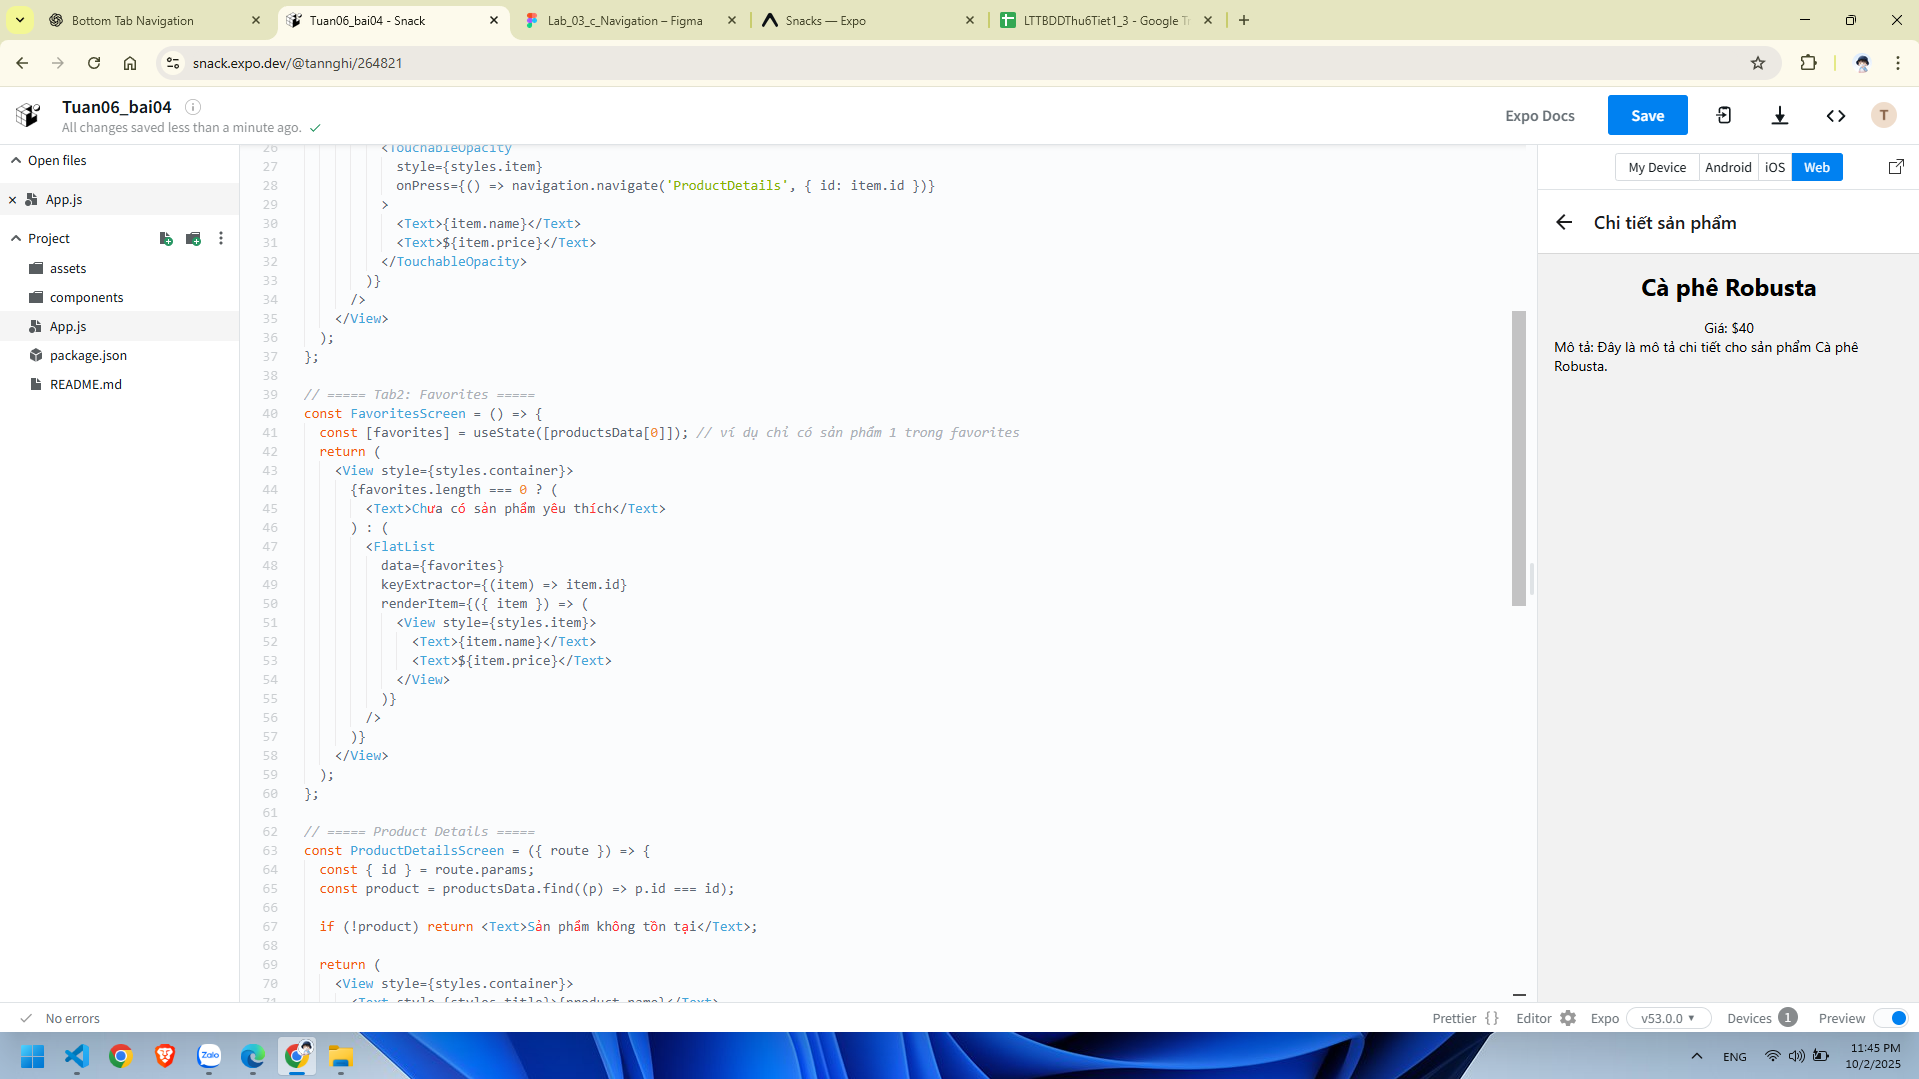 Bottom Tab Navigation
Tuan06_bai04 - Snack
Lab_03_c_Navigation – Figma
Snacks — Expo
LTTBDDThu6Tiet1_3 - Google T
snack.expo.dev/@tannghi/264821
Tuan06_bai04
All changes saved less than a minute ago.
Expo Docs
Save
T
Open files
App.js
Project
assets
components
App.js
package.json
README.md
26 <TouchableOpacity
27 style={styles.item}
28 onPress={() => navigation.navigate('ProductDetails', { id: item.id })}
29 >
30 <Text>{item.name}</Text>
31 <Text>${item.price}</Text>
32 </TouchableOpacity>
33 )}
34 />
35 </View>
36 );
37 };
38
39 // ===== Tab2: Favorites =====
40 const FavoritesScreen = () => {
41 const [favorites] = useState([productsData[0]]); // ví dụ chỉ có sản phẩm 1 trong favorites
42 return (
43 <View style={styles.container}>
44 {favorites.length === 0 ? (
45 <Text>Chưa có sản phẩm yêu thích</Text>
46 ) : (
47 <FlatList
48 data={favorites}
49 keyExtractor={(item) => item.id}
50 renderItem={({ item }) => (
51 <View style={styles.item}>
52 <Text>{item.name}</Text>
53 <Text>${item.price}</Text>
54 </View>
55 )}
56 />
57 )}
58 </View>
59 );
60 };
61
62 // ===== Product Details =====
63 const ProductDetailsScreen = ({ route }) => {
64 const { id } = route.params;
65 const product = productsData.find((p) => p.id === id);
66
67 if (!product) return <Text>Sản phẩm không tồn tại</Text>;
68
69 return (
70 <View style={styles.container}>
71 <Text style={styles.title}>{product.name}</Text>
My Device
Android
iOS
Web
Chi tiết sản phẩm
Cà phê Robusta
Giá: $40
Mô tả: Đây là mô tả chi tiết cho sản phẩm Cà phê
Robusta.
No errors
Prettier { }
Editor
Expo
v53.0.0
Devices 1
Preview
Zalo
ENG
11:45 PM
10/2/2025